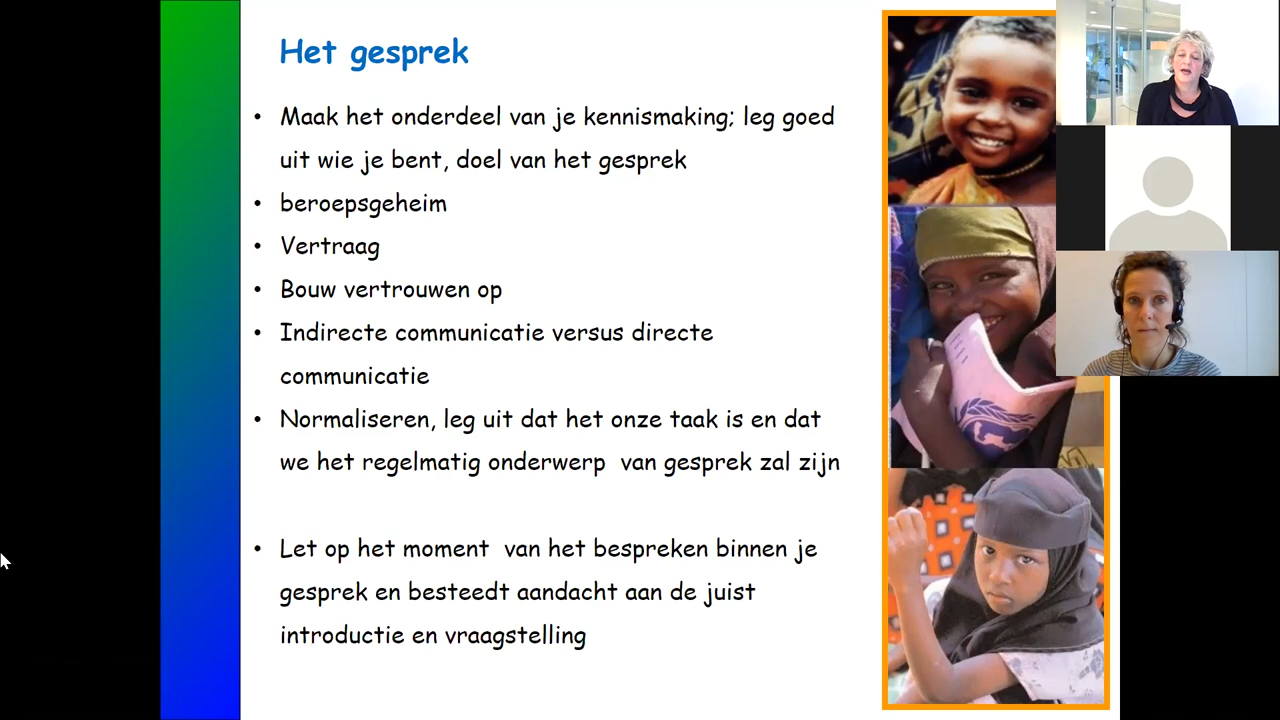 Het gesprek
• Maak het onderdeel van je kennismaking; leg goed
uit wie je bent, doel van het gesprek
• beroepsgeheim
• Vertraag
• Bouw vertrouwen op
• Indirecte communicatie versus directe
communicatie
• Normaliseren, leg uit dat het onze taak is en dat
we het regelmatig onderwerp  van gesprek zal zijn
• Let op het moment  van het bespreken binnen je
gesprek en besteedt aandacht aan de juist
introductie en vraagstelling